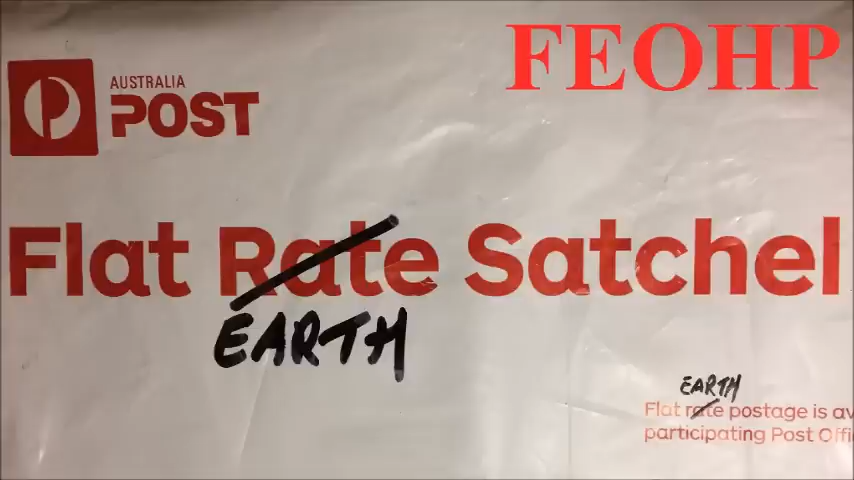 FEOHP
AUSTRALIA
POST
Flat Rate Satchel
EARTH
EARTH
Flat rate postage is av
participating Post Offi